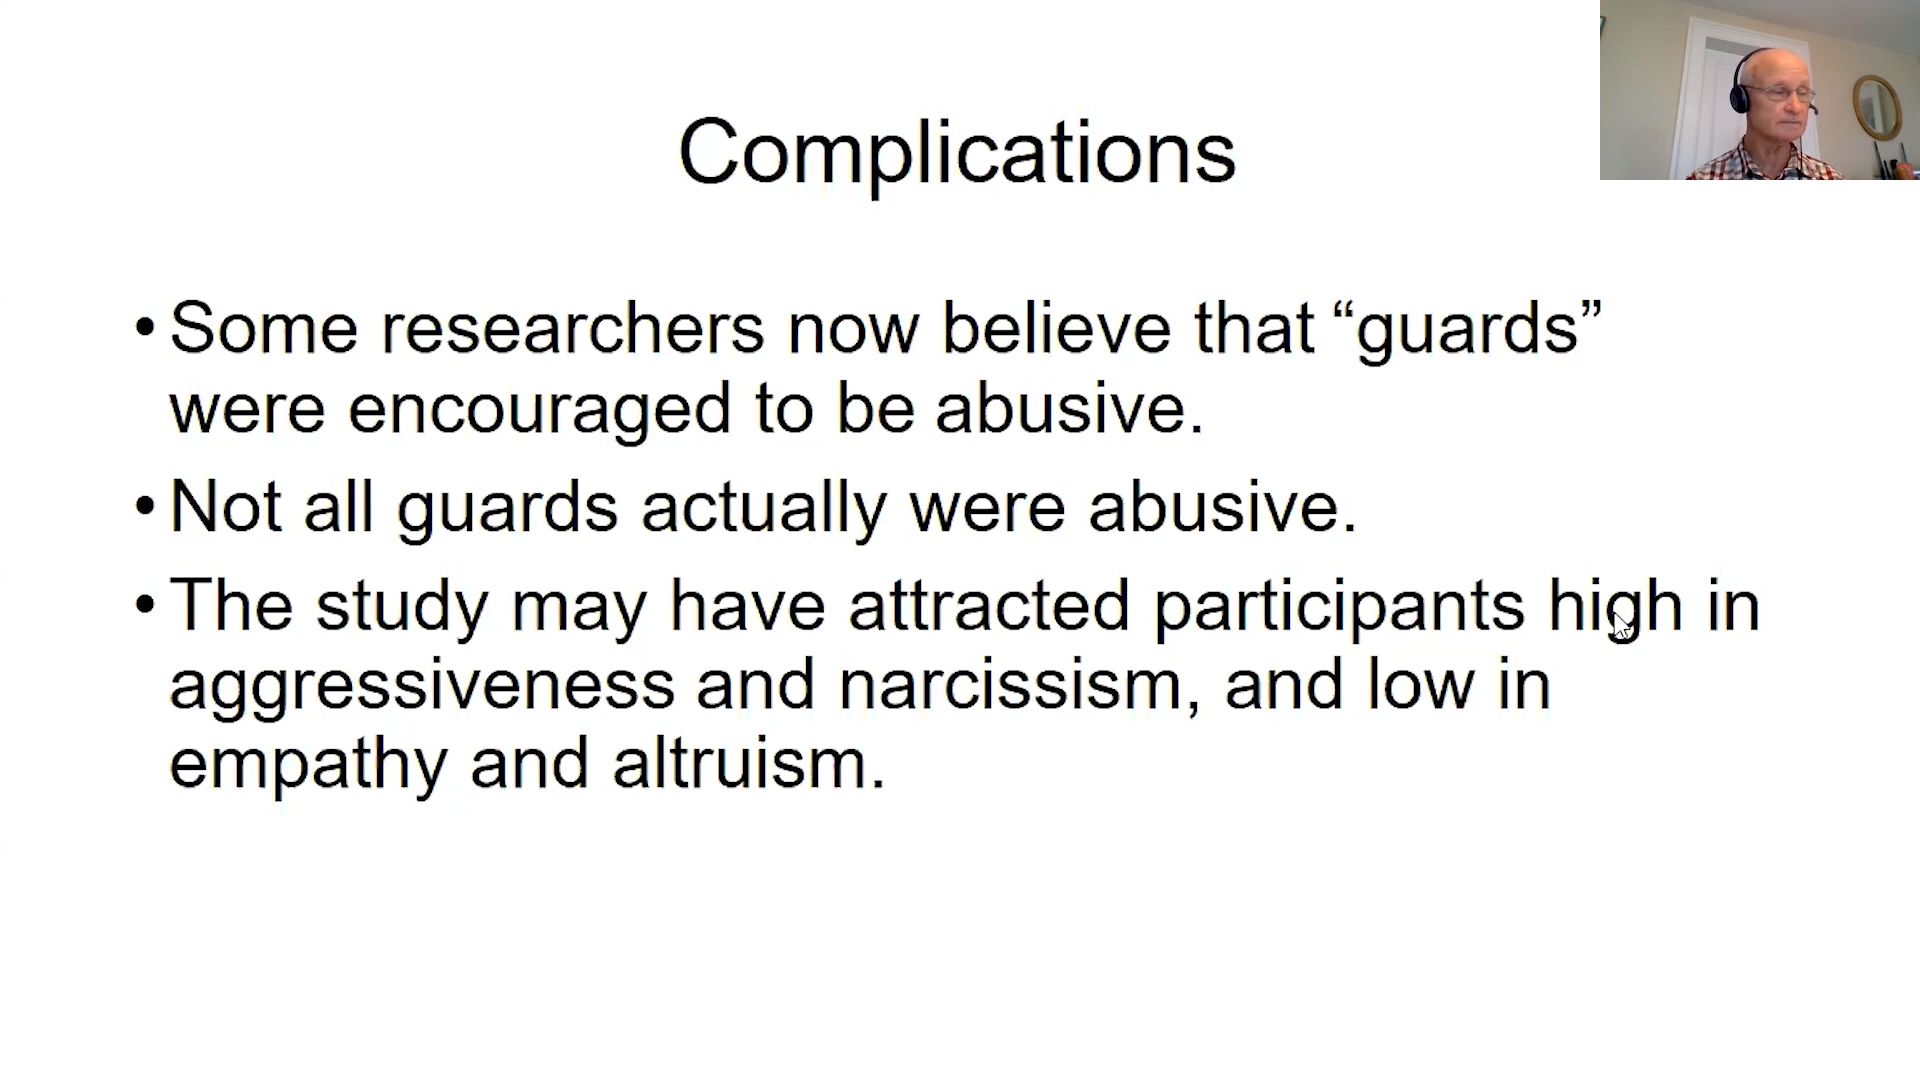 Complications
• Some researchers now believe that “guards”
were encouraged to be abusive.
• Not all guards actually were abusive.
• The study may have attracted participants high in
aggressiveness and narcissism, and low in
empathy and altruism.